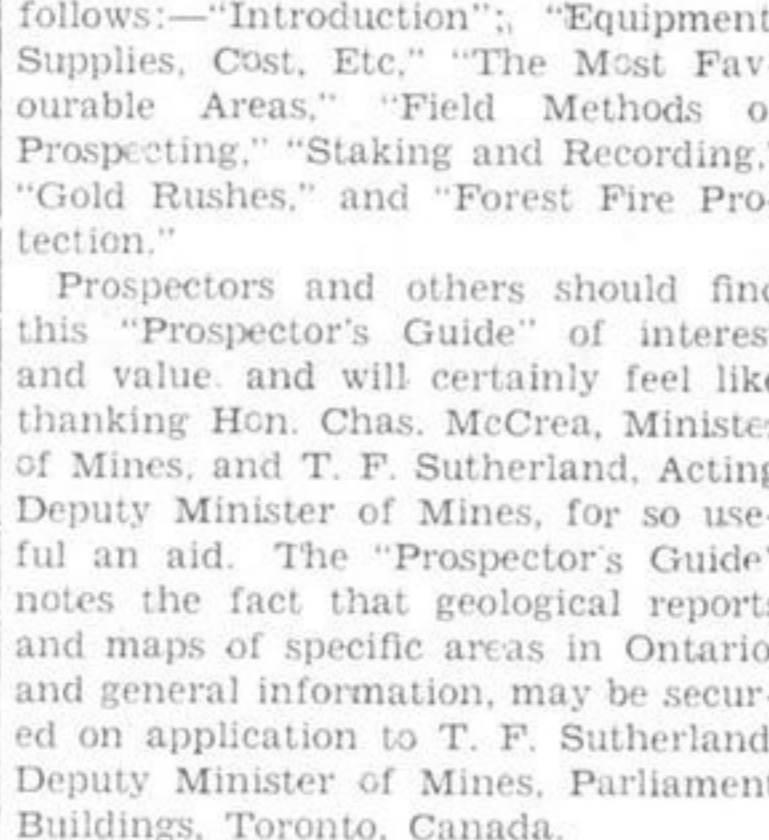 follows:—"Introduction";, "Equipment
Supplies, Cost, Etc," "The Most Fav-
ourable Areas," "Field Methods o
Prospecting," "Staking and Recording,"
"Gold Rushes," and "Forest Fire Pro-
tection."
Prospectors and others should find
this "Prospector's Guide" of interes
and value and will certainly feel like
thanking Hon. Chas. McCrea, Minister
of Mines, and T. F. Sutherland, Acting
Deputy Minister of Mines, for so use-
ful an aid. The "Prospector's Guide"
notes the fact that geological reports
and maps of specific areas in Ontario
and general information, may be secur-
ed on application to T. F. Sutherland
Deputy Minister of Mines, Parliament
Buildings, Toronto, Canada.